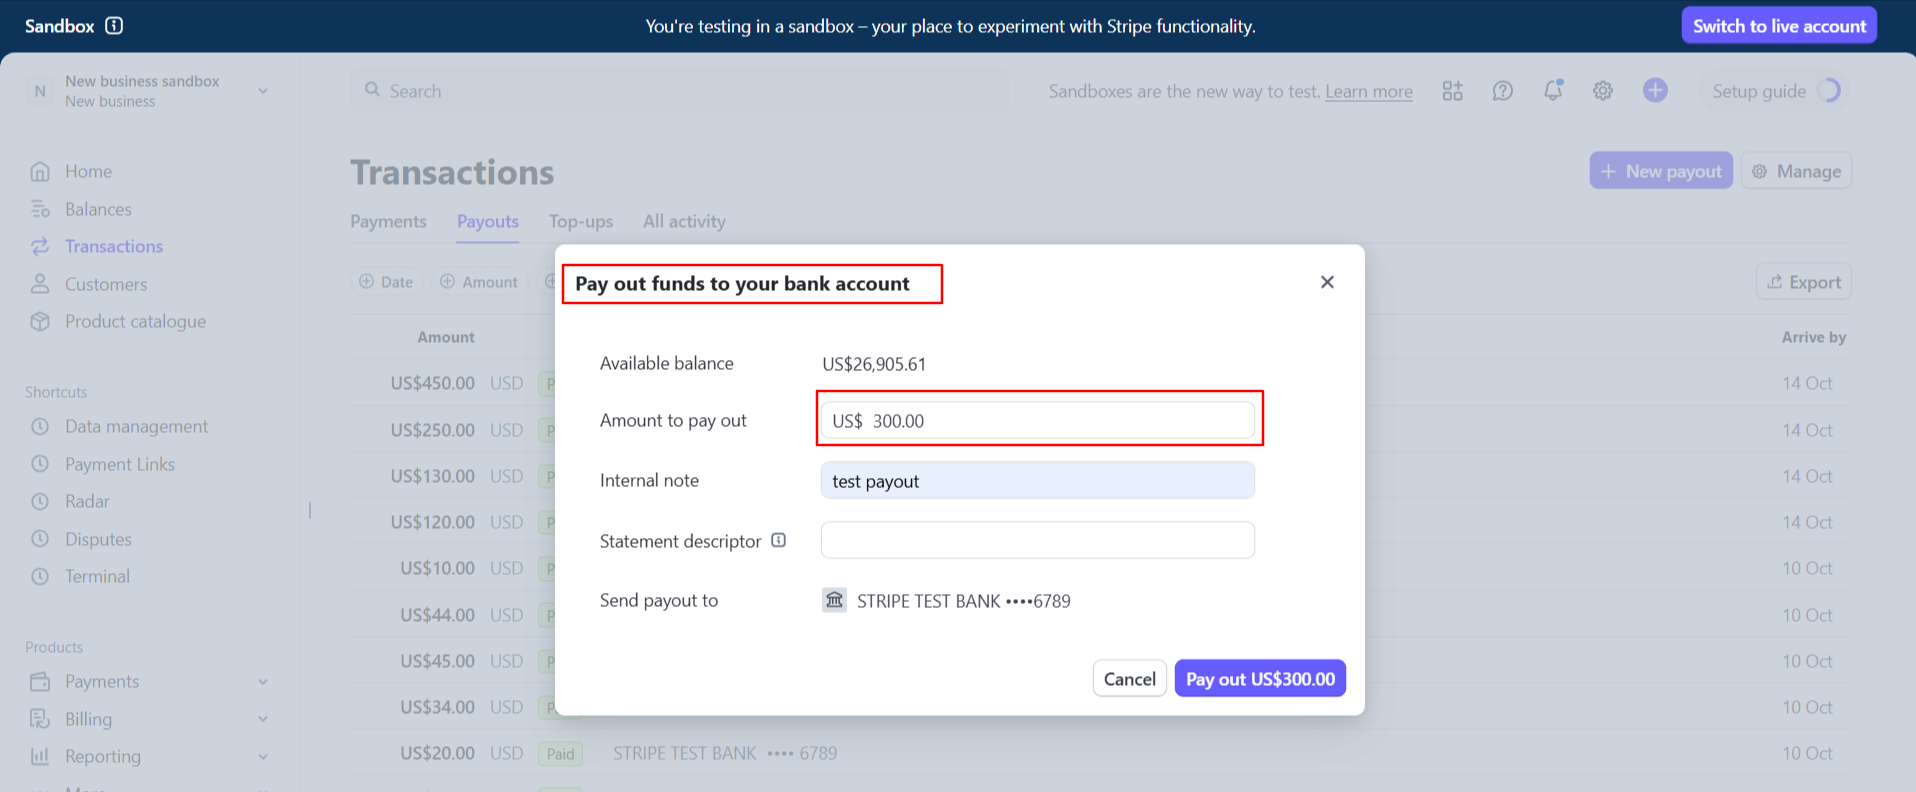 Sandbox
You're testing in a sandbox – your place to experiment with Stripe functionality.
Switch to live account
N
New business sandbox
New business
Search
Sandboxes are the new way to test. Learn more
Setup guide
Home
Balances
Transactions
Customers
Product catalogue
Shortcuts
Data management
Payment Links
Radar
Disputes
Terminal
Products
Payments
Billing
Reporting
Transactions
New payout
Manage
Payments Payouts Top-ups All activity
Date Amount
Export
Amount Arrive by
US$450.00 USD P 14 Oct
US$250.00 USD P 14 Oct
US$130.00 USD P 14 Oct
US$120.00 USD P 14 Oct
US$10.00 USD P 10 Oct
US$44.00 USD P 10 Oct
US$45.00 USD P 10 Oct
US$34.00 USD P 10 Oct
US$20.00 USD Paid STRIPE TEST BANK •••• 6789 10 Oct
Pay out funds to your bank account
Available balance US$26,905.61
Amount to pay out US$ 300.00
Internal note test payout
Statement descriptor
Send payout to STRIPE TEST BANK ••••6789
Cancel Pay out US$300.00